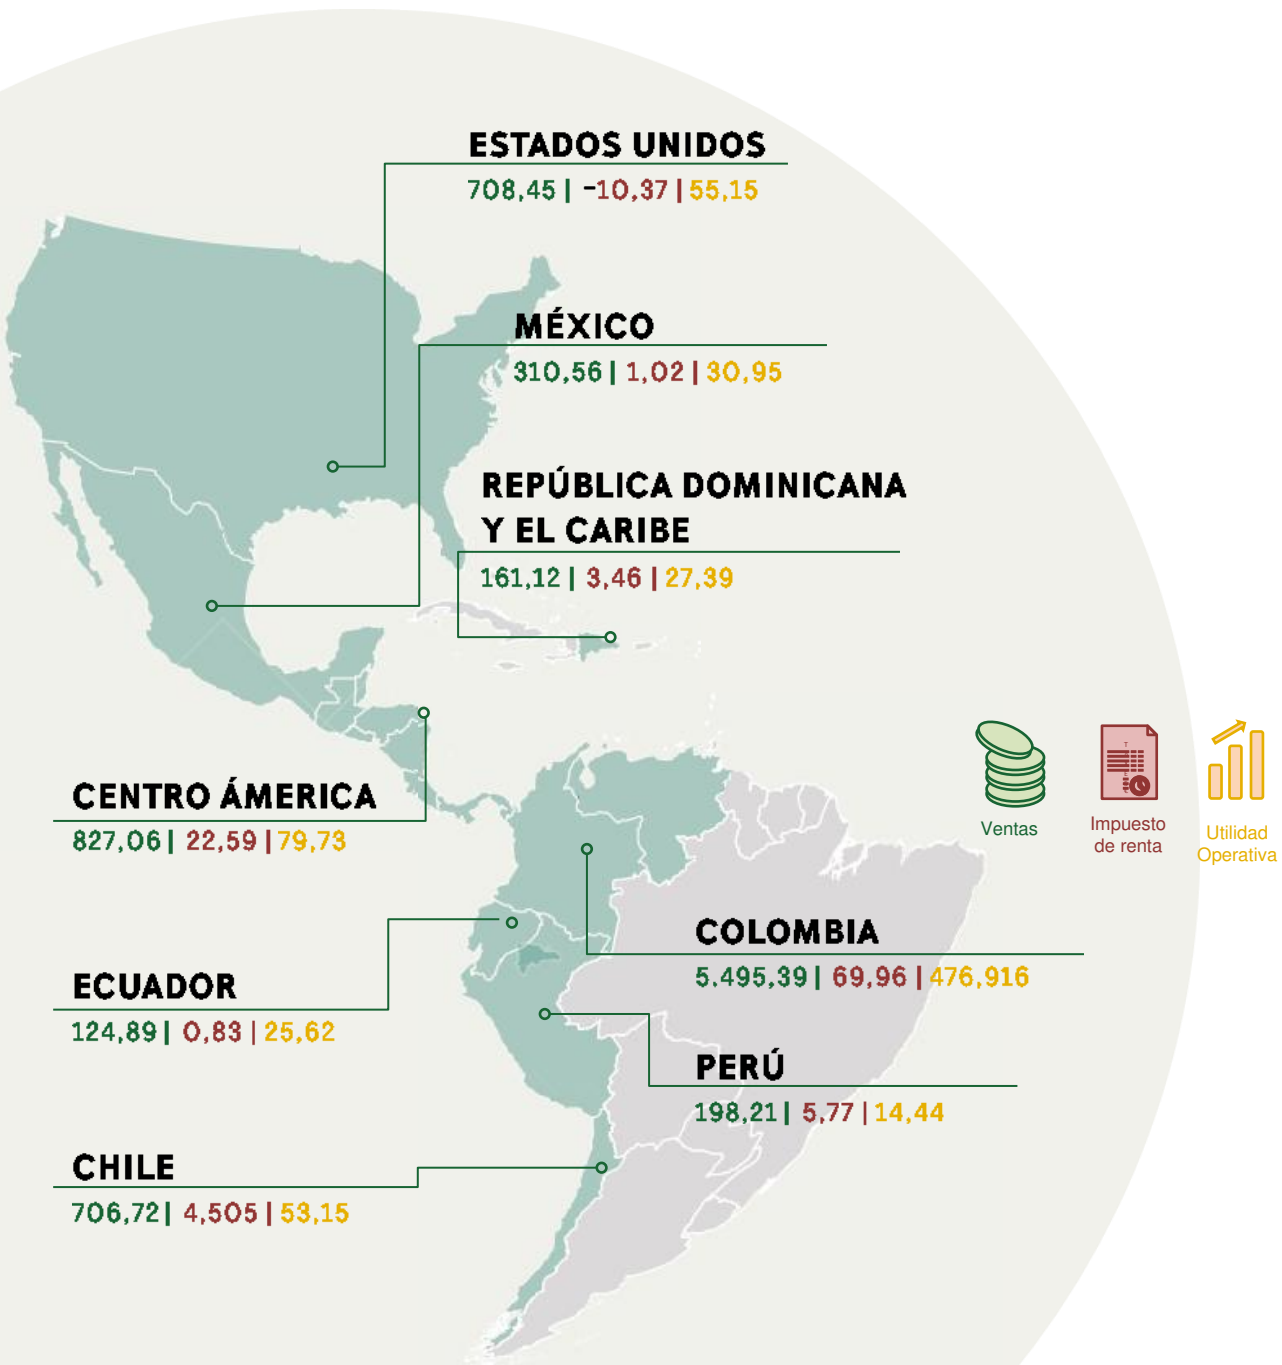 ESTADOS UNIDOS
708,45 | -10,37 | 55,15
MÉXICO
310,56 | 1,02 | 30,95
REPÚBLICA DOMINICANA
Y EL CARIBE
161,12 | 3,46 | 27,39
CENTRO ÁMERICA
827,06 | 22,59 | 79,73
Ventas
Impuesto
de renta
Utilidad
Operativa
COLOMBIA
5.495,39 | 69,96 | 476,916
ECUADOR
124,89 | 0,83 | 25,62
PERÚ
198,21 | 5,77 | 14,44
CHILE
706,72 | 4,505 | 53,15